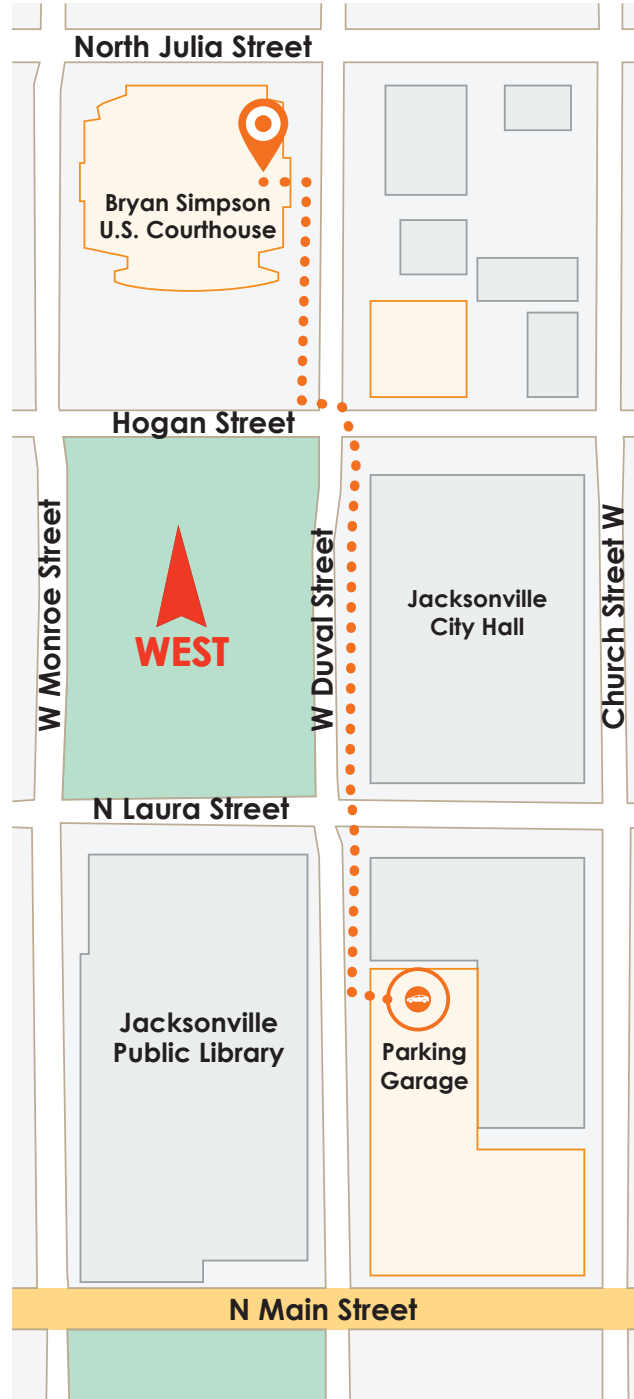 North Julia Street
Bryan Simpson
U.S. Courthouse
Hogan Street
W Monroe Street
WEST
W Duval Street
Jacksonville
City Hall
Church Street W
N Laura Street
Jacksonville
Public Library
Parking
Garage
N Main Street